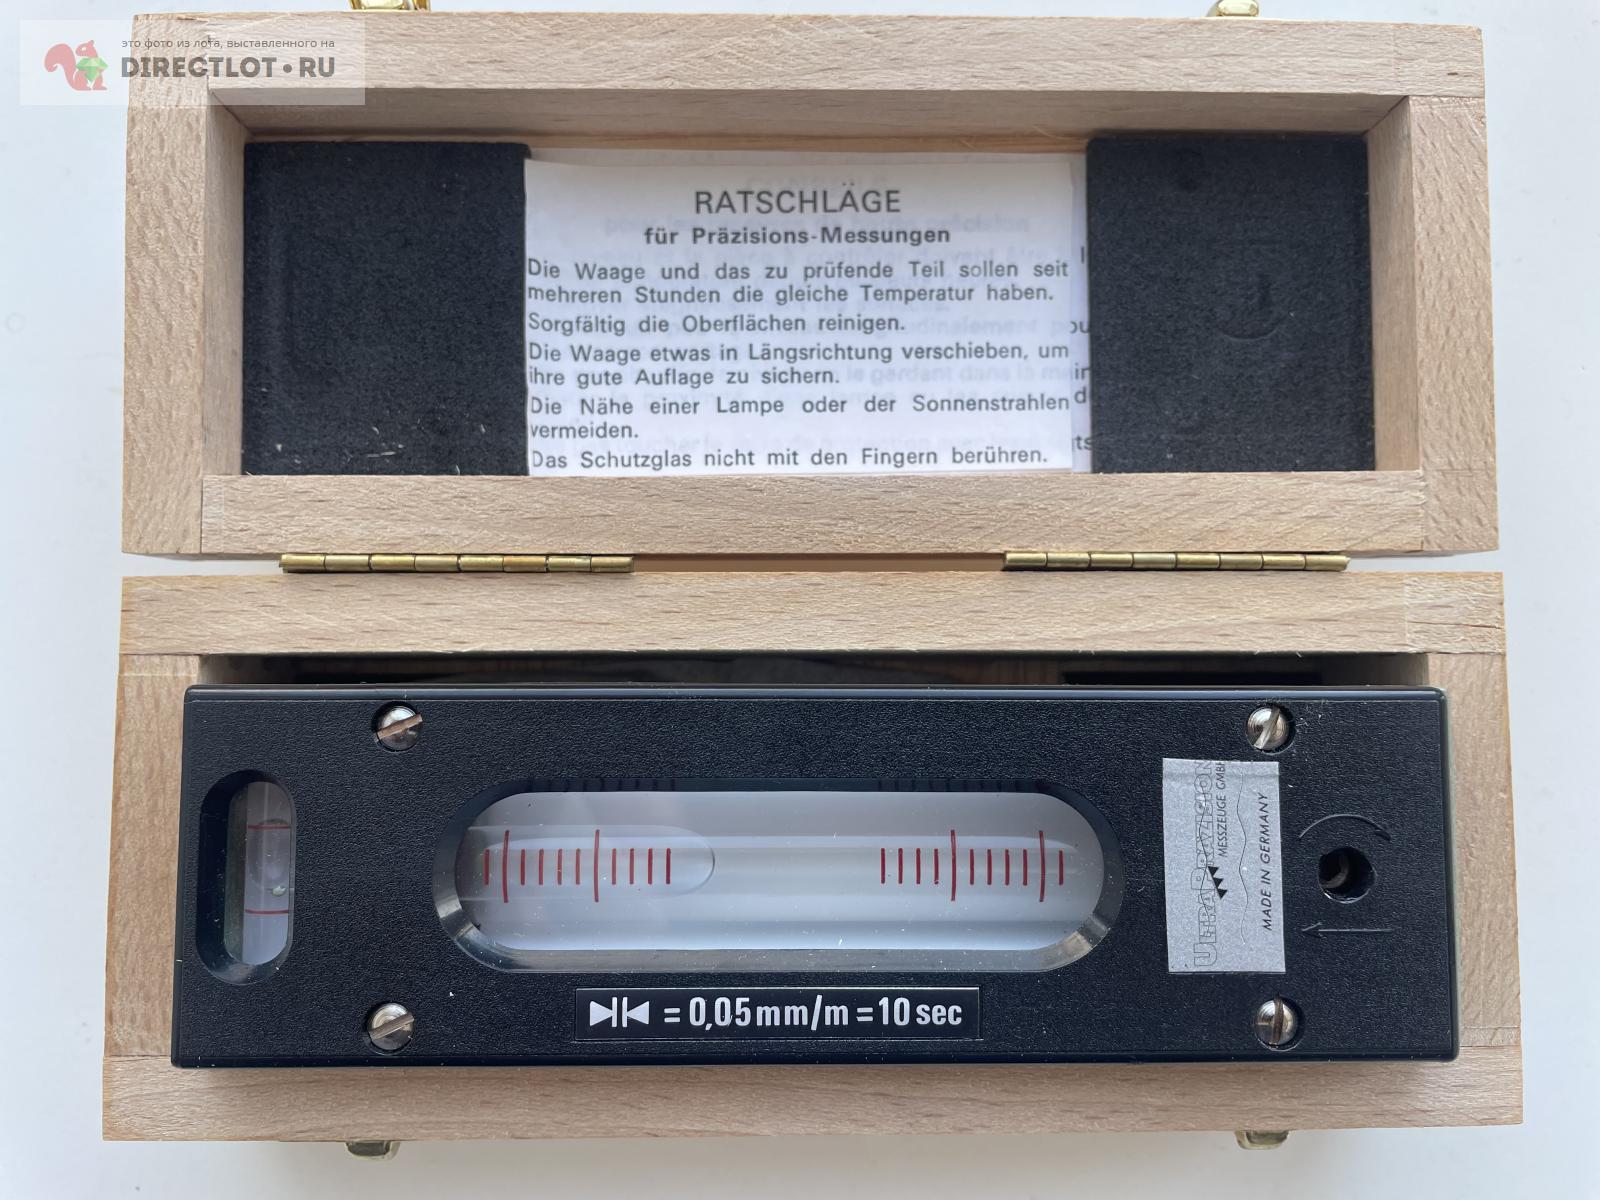 это фото из лота, выставленного на
DIRECTLOT•RU
RATSCHLÄGE
für Präzisions-Messungen
Die Waage und das zu prüfende Teil sollen seit
mehreren Stunden die gleiche Temperatur haben.
Sorgfältig die Oberflächen reinigen.
Die Waage etwas in Längsrichtung verschieben, um
ihre gute Auflage zu sichern.
Die Nähe einer Lampe oder der Sonnenstrahlen
vermeiden.
Das Schutzglas nicht mit den Fingern berühren.
ULTRA PRÄZISION
MESSZEUGE GMBH
MADE IN GERMANY
= 0,05 mm/m = 10 sec